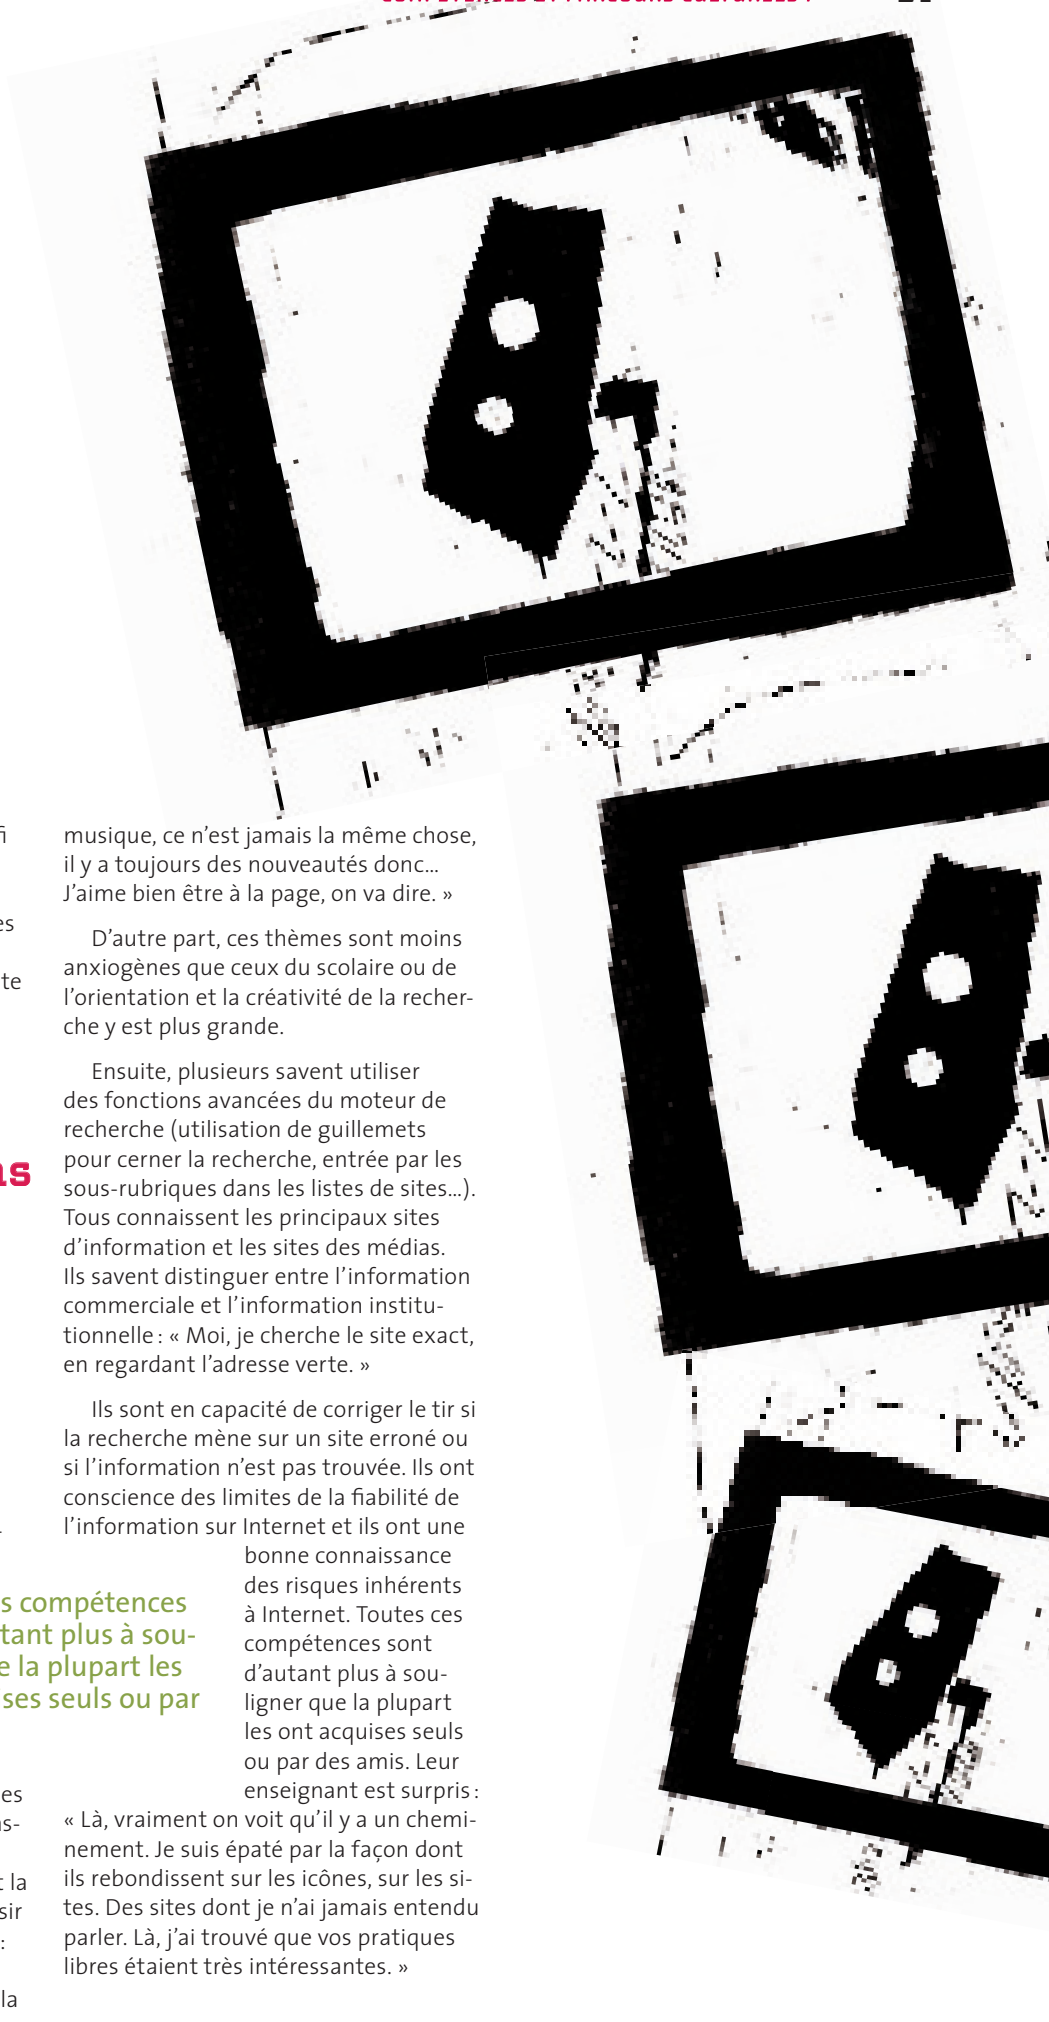 musique, ce n’est jamais la même chose,
il y a toujours des nouveautés donc…
J’aime bien être à la page, on va dire. »
D’autre part, ces thèmes sont moins
anxiogènes que ceux du scolaire ou de
l’orientation et la créativité de la recher-
che y est plus grande.
Ensuite, plusieurs savent utiliser
des fonctions avancées du moteur de
recherche (utilisation de guillemets
pour cerner la recherche, entrée par les
sous-rubriques dans les listes de sites…).
Tous connaissent les principaux sites
d’information et les sites des médias.
Ils savent distinguer entre l’information
commerciale et l’information institu-
tionnelle : « Moi, je cherche le site exact,
en regardant l’adresse verte. »
Ils sont en capacité de corriger le tir si
la recherche mène sur un site erroné ou
si l’information n’est pas trouvée. Ils ont
conscience des limites de la fiabilité de
l’information sur Internet et ils ont une
bonne connaissance
des risques inhérents
à Internet. Toutes ces
compétences sont
d’autant plus à sou-
ligner que la plupart
les ont acquises seuls
ou par des amis. Leur
enseignant est surpris :
« Là, vraiment on voit qu’il y a un chemi-
nement. Je suis épaté par la façon dont
ils rebondissent sur les icônes, sur les si-
tes. Des sites dont je n’ai jamais entendu
parler. Là, j’ai trouvé que vos pratiques
libres étaient très intéressantes. »
s compétences
tant plus à sou-
e la plupart les
ses seuls ou par